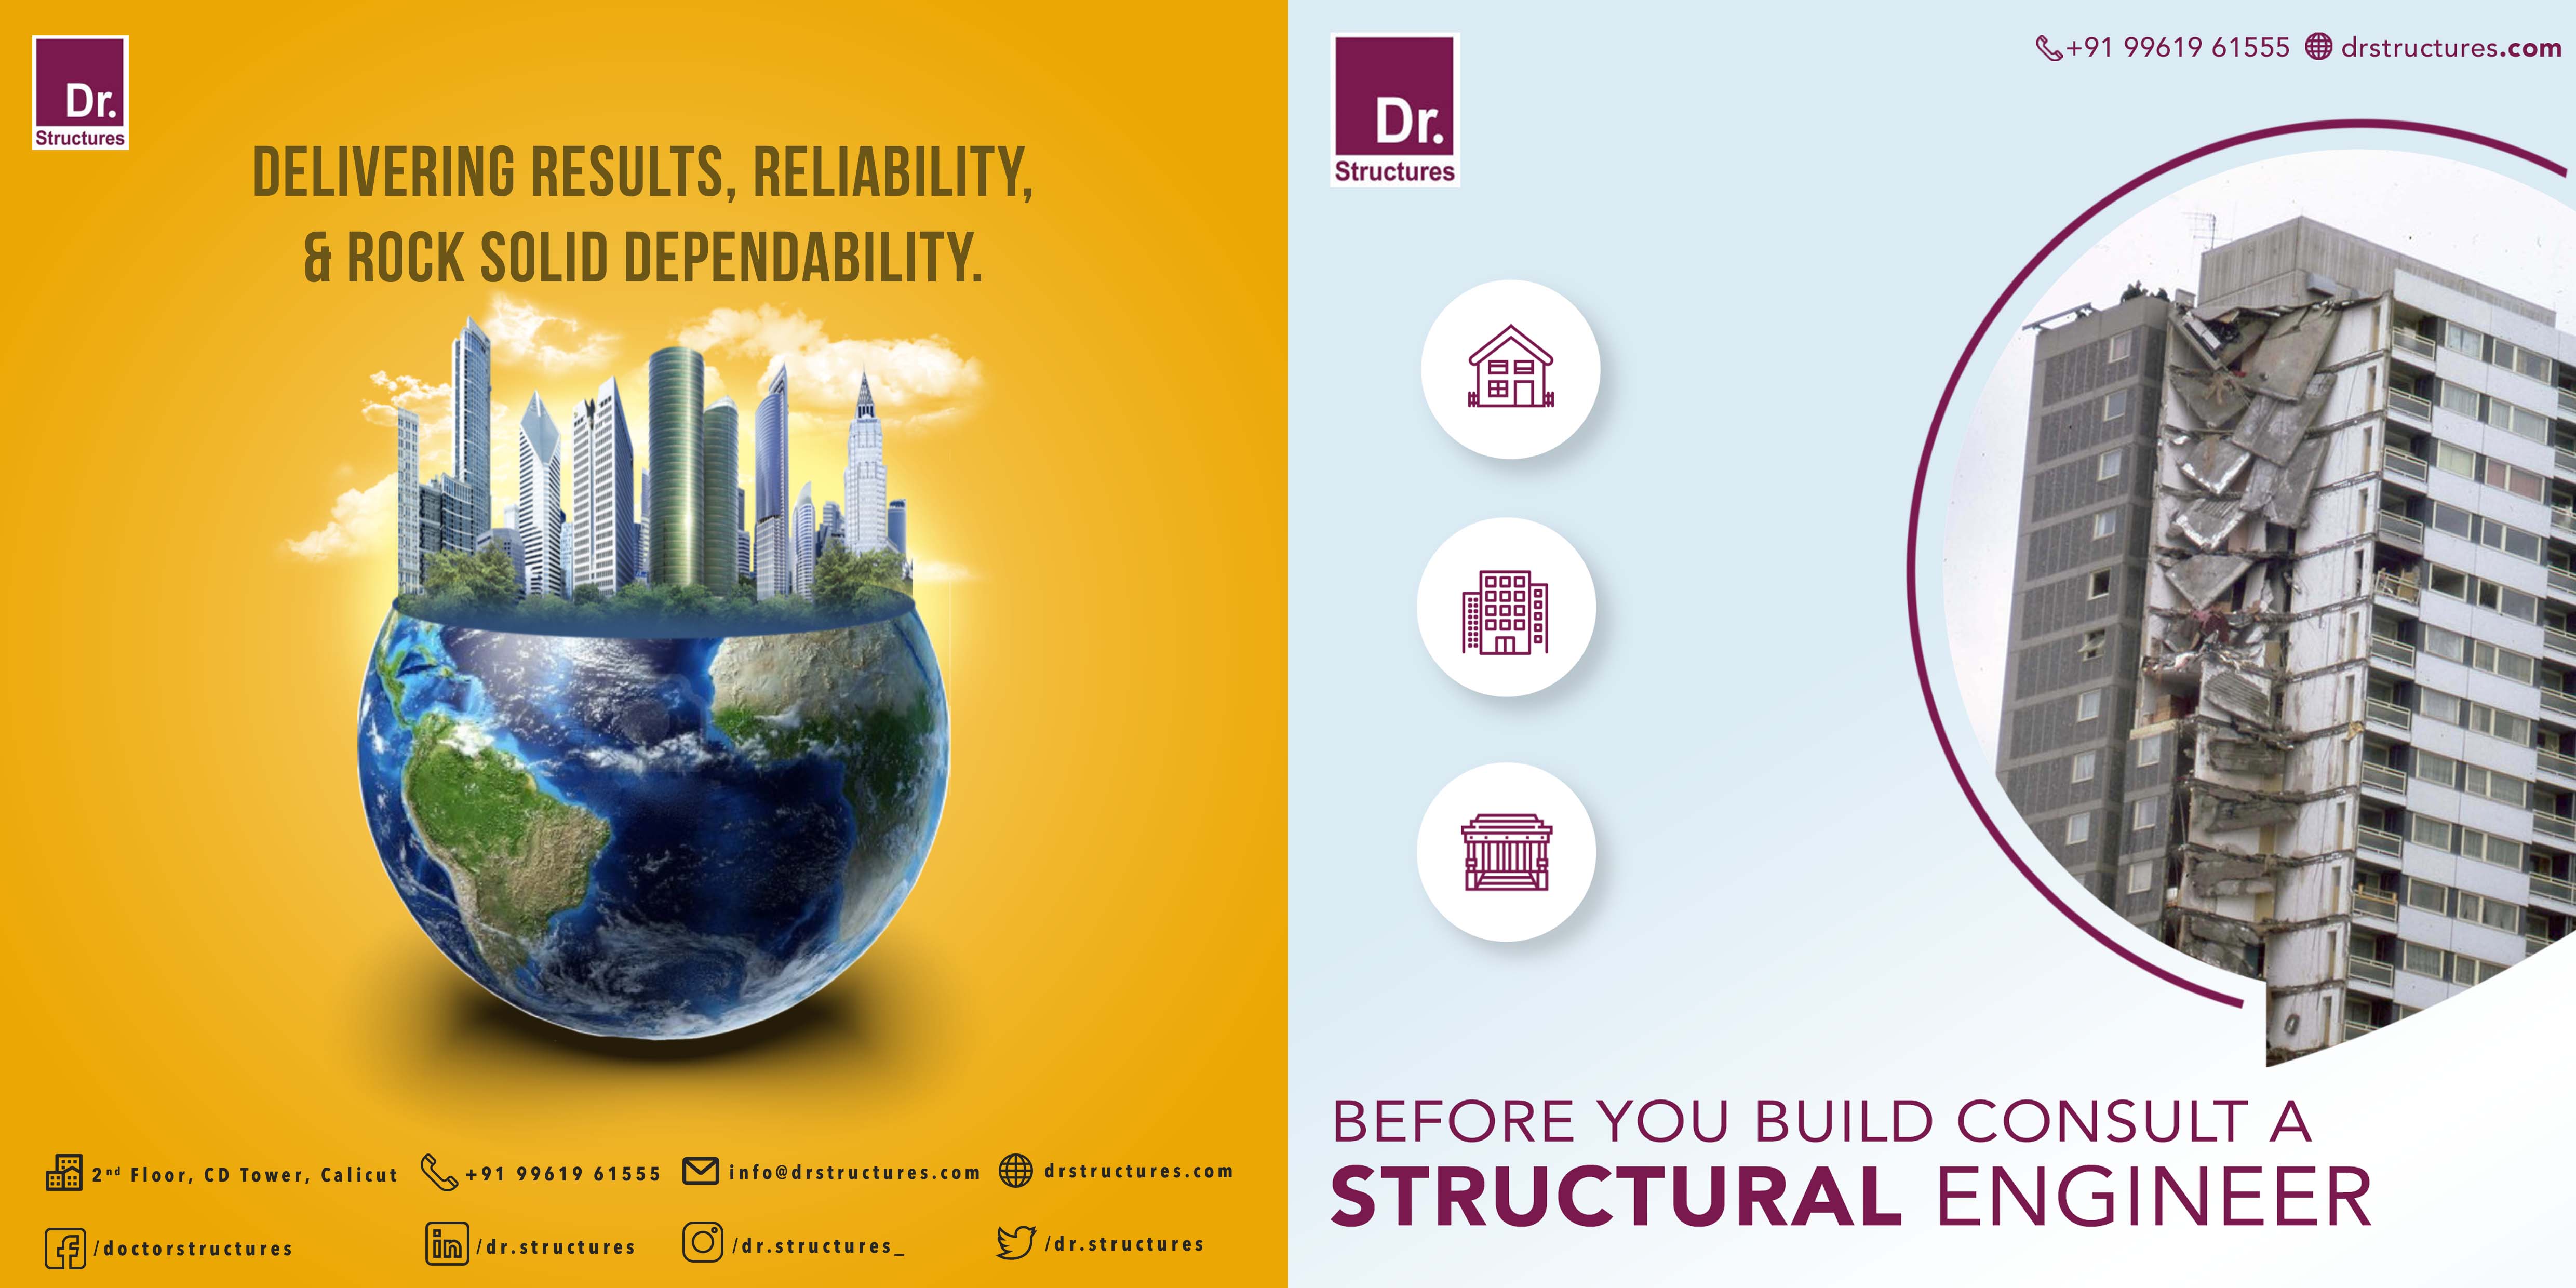 Dr.
Structures
DELIVERING RESULTS, RELIABILITY,
& ROCK SOLID DEPENDABILITY.
2nd Floor, CD Tower, Calicut
+91 99619 61555
info@drstructures.com
drstructures.com
/doctorstructures
/dr.structures
/dr.structures_
/dr.structures
Dr.
Structures
+91 99619 61555
drstructures.com
BEFORE YOU BUILD CONSULT A
STRUCTURAL ENGINEER